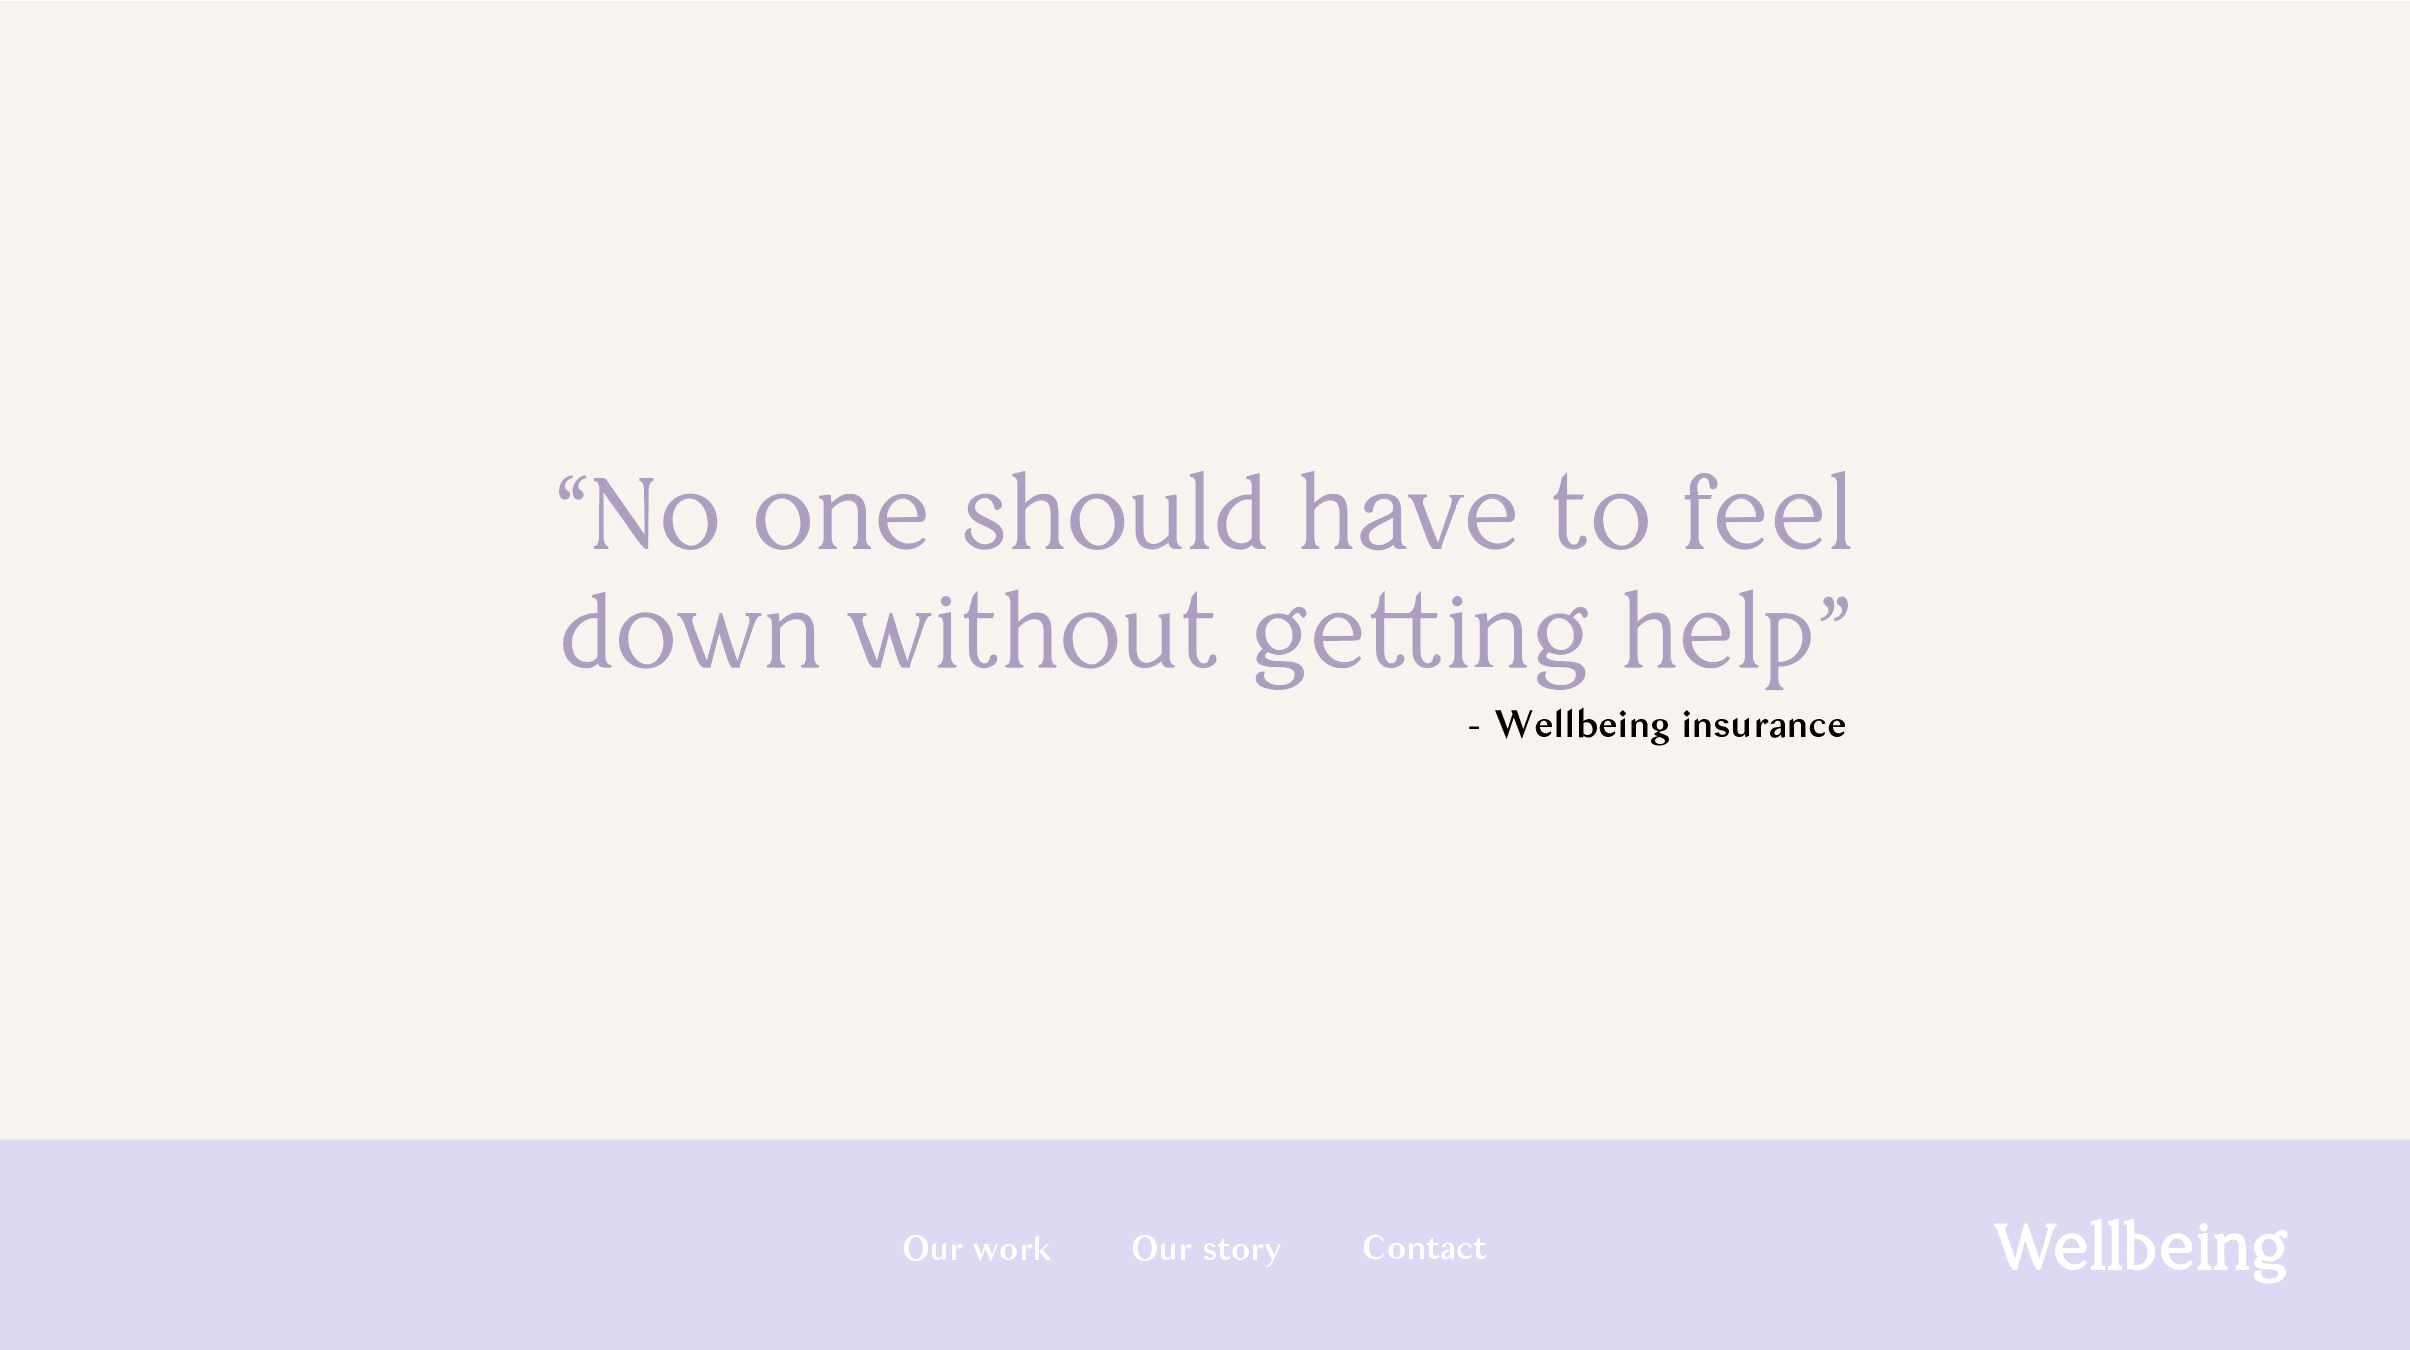 “No one should have to feel
down without getting help”
- Wellbeing insurance
Our work
Our story
Contact
Wellbeing